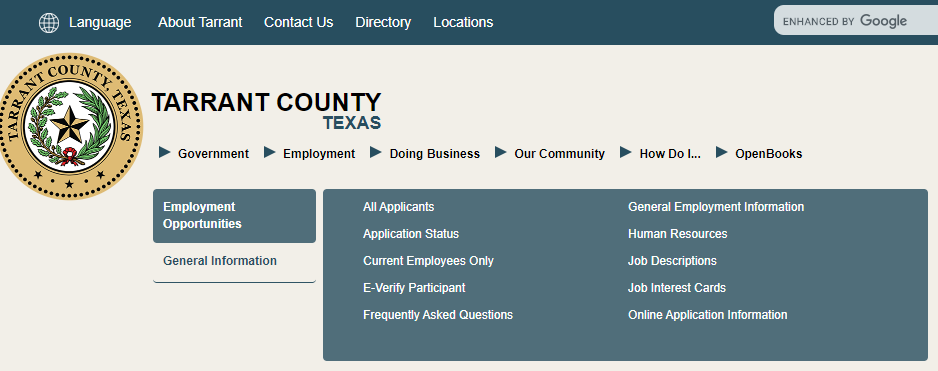 Language About Tarrant Contact Us Directory Locations
ENHANCED BY Google
TARRANT COUNTY, TEXAS
TARRANT COUNTY
TEXAS
Government Employment Doing Business Our Community How Do I... OpenBooks
Employment
Opportunities
General Information
All Applicants
Application Status
Current Employees Only
E-Verify Participant
Frequently Asked Questions
General Employment Information
Human Resources
Job Descriptions
Job Interest Cards
Online Application Information